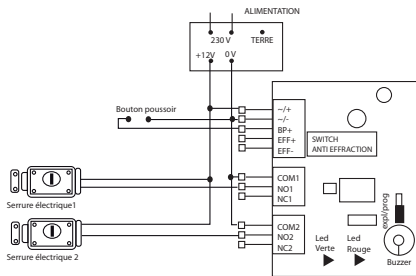 ALIMENTATION
230 V
TERRE
+12V 0 V
Bouton poussoir
~/+
~/-
BP+
EFF+
EFF-
SWITCH
ANTI EFFRACTION
COM1
NO1
NC1
Serrure électrique1
COM2
NO2
NC2
Serrure électrique 2
expl/prog
Led
Verte
Led
Rouge
Buzzer